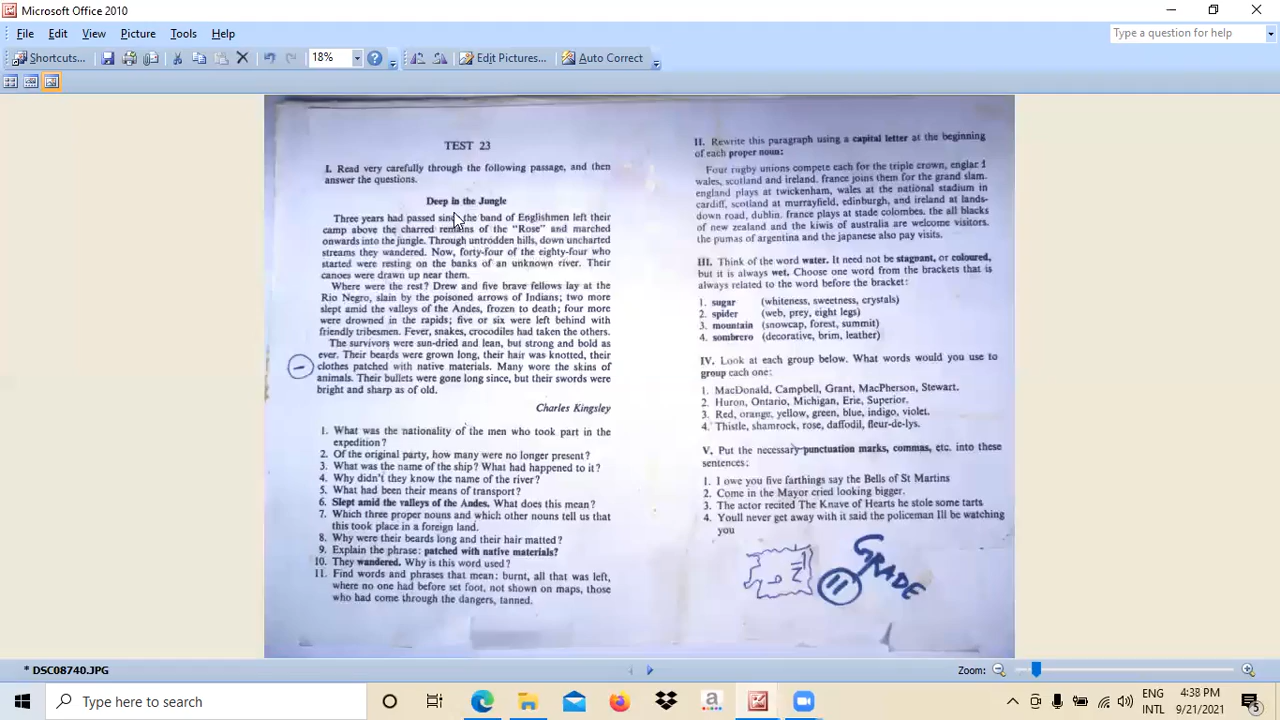 Microsoft Office 2010
File Edit View Picture Tools Help
Type a question for help
Shortcuts... 18% Edit Pictures... Auto Correct
TEST 23
I. Read very carefully through the following passage, and then
answer the questions.
Deep in the Jungle
Three years had passed since the band of Englishmen left their
camp above the charred remains of the "Rose" and marched
onwards into the jungle. Through untrodden hills, down uncharted
streams they wandered. Now, forty-four of the eighty-four who
started were resting on the banks of an unknown river. Their
canoes were drawn up near them.
Where were the rest? Drew and five brave fellows lay at the
Rio Negro, slain by the poisoned arrows of Indians; two more
slept amid the valleys of the Andes, frozen to death; four more
were drowned in the rapids; five or six were left behind with
friendly tribesmen. Fever, snakes, crocodiles had taken the others.
The survivors were sun-dried and lean, but strong and bold as
ever. Their beards were grown long, their hair was knotted, their
clothes patched with native materials. Many wore the skins of
animals. Their bullets were gone long since, but their swords were
bright and sharp as of old.
Charles Kingsley
1. What was the nationality of the men who took part in the
expedition?
2. Of the original party, how many were no longer present?
3. What was the name of the ship? What had happened to it?
4. Why didn't they know the name of the river?
5. What had been their means of transport?
6. Slept amid the valleys of the Andes. What does this mean?
7. Which three proper nouns and which other nouns tell us that
this took place in a foreign land.
8. Why were their beards long and their hair matted?
9. Explain the phrase: patched with native materials?
10. They wandered. Why is this word used?
11. Find words and phrases that mean: burnt, all that was left,
where no one had before set foot, not shown on maps, those
who had come through the dangers, tanned.
II. Rewrite this paragraph using a capital letter at the beginning
of each proper noun:
Four rugby unions compete each for the triple crown,
wales, scotland and ireland. france joins them for the grand slam.
england plays at twickenham, wales at the national stadium in
cardiff, scotland at murrayfield, edinburgh, and ireland at lands-
down road, dublin. france plays at stade colombes. the all blacks
of new zealand and the kiwis of australia are welcome visitors.
the pumas of argentina and the japanese also pay visits.
III. Think of the word water. It need not be stagnant, or coloured,
but it is always wet. Choose one word from the brackets that is
always related to the word before the bracket:
1. sugar (whiteness, sweetness, crystals)
2. spider (web, prey, eight legs)
3. mountain (snowcap, forest, summit)
4. sombrero (decorative, brim, leather)
IV. Look at each group below. What words would you use to
group each one:
1. MacDonald, Campbell, Grant, MacPherson, Stewart.
2. Huron, Ontario, Michigan, Erie, Superior.
3. Red, orange, yellow, green, blue, indigo, violet.
4. Thistle, shamrock, rose, daffodil, fleur-de-lys.
V. Put the necessary punctuation marks, commas, etc. into these
sentences:
1. I owe you five farthings say the Bells of St Martins
2. Come in the Mayor cried looking bigger.
3. The actor recited The Knave of Hearts he stole some tarts
4. Youll never get away with it said the policeman Ill be watching
you
GRADE
11
* DSC08740.JPG
Zoom:
Type here to search
ENG
INTL
4:38 PM
9/21/2021
5